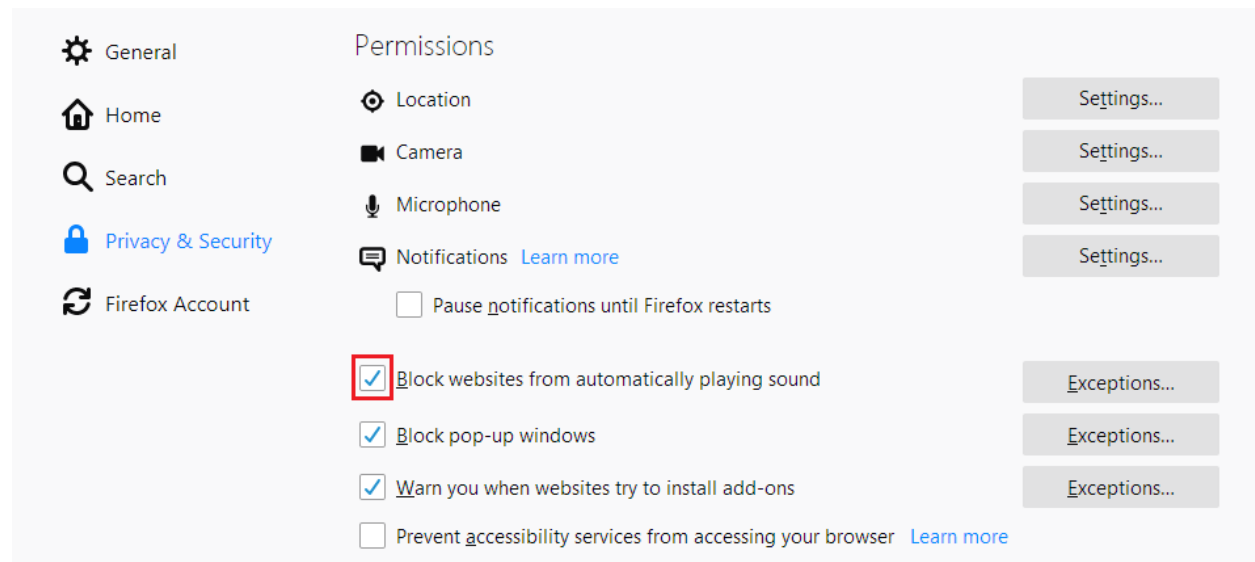 General
Home
Search
Privacy & Security
Firefox Account
Permissions
Location Settings...
Camera Settings...
Microphone Settings...
Notifications Learn more Settings...
Pause notifications until Firefox restarts
Block websites from automatically playing sound Exceptions...
Block pop-up windows Exceptions...
Warn you when websites try to install add-ons Exceptions...
Prevent accessibility services from accessing your browser Learn more